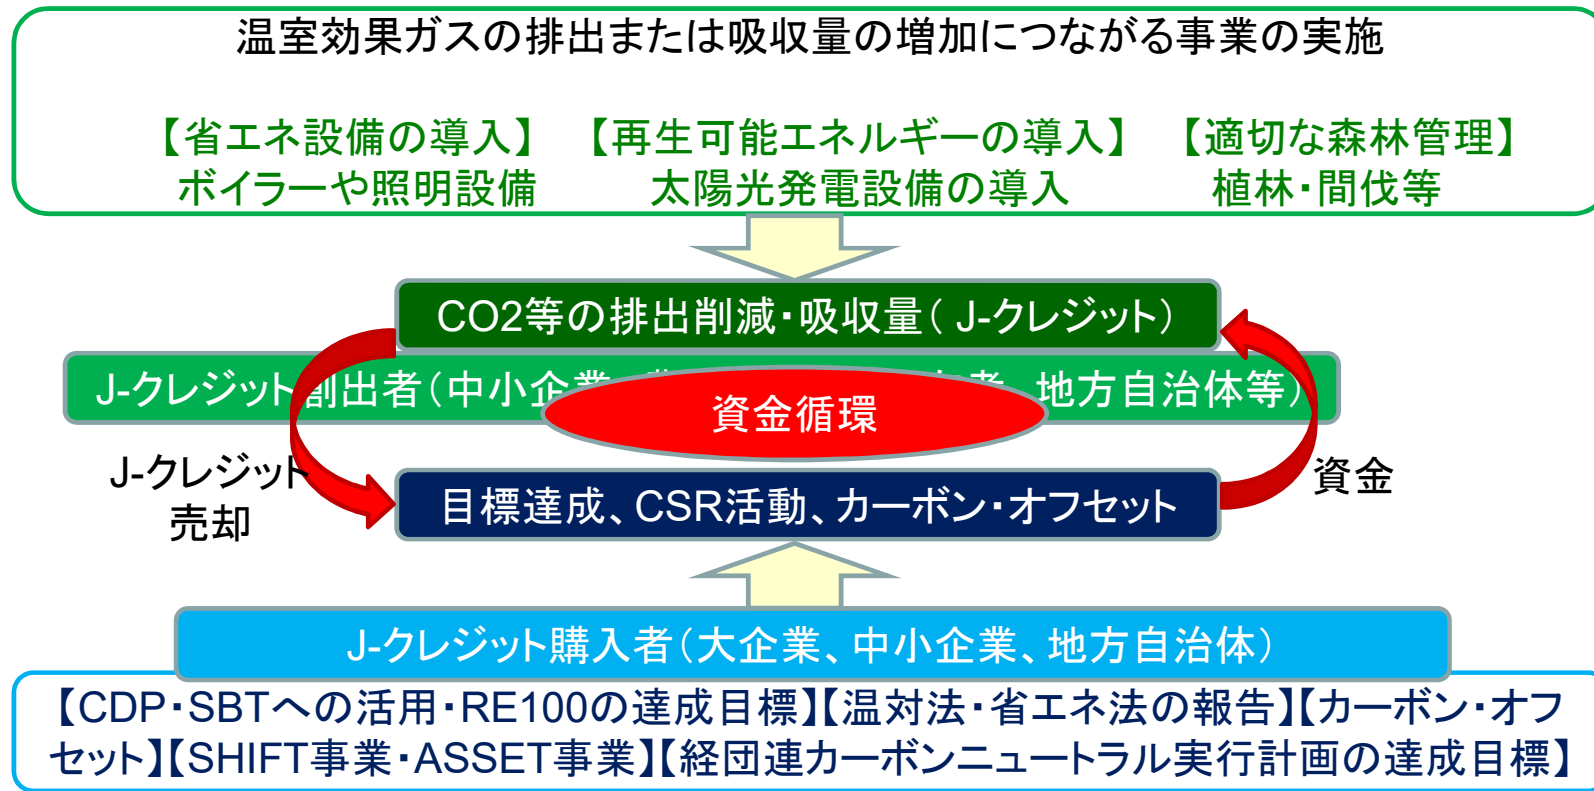 温室効果ガスの排出または吸収量の増加につながる事業の実施
【省エネ設備の導入】 【再生可能エネルギーの導入】 【適切な森林管理】
ボイラーや照明設備 太陽光発電設備の導入 植林・間伐等
CO2等の排出削減・吸収量（J-クレジット）
J-クレジット創出者（中小企業 、地方自治体等）
資金循環
J-クレジット
売却
資金
目標達成、CSR活動、カーボン・オフセット
J-クレジット購入者（大企業、中小企業、地方自治体）
【CDP・SBTへの活用・RE100の達成目標】【温対法・省エネ法の報告】【カーボン・オフ
セット】【SHIFT事業・ASSET事業】【経団連カーボンニュートラル実行計画の達成目標】